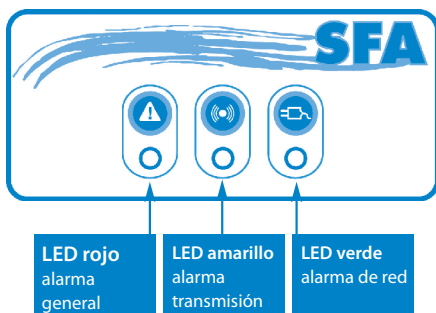 SFA
LED rojo
alarma
general
LED amarillo
alarma
transmisión
LED verde
alarma de red